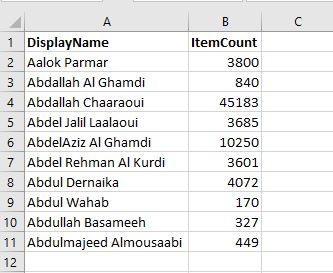 A B C
1 DisplayName ItemCount
2 Aalok Parmar 3800
3 Abdallah Al Ghamdi 840
4 Abdallah Chaaraoui 45183
5 Abdel Jalil Laalaoui 3685
6 AbdelAziz Al Ghamdi 10250
7 Abdel Rehman Al Kurdi 3601
8 Abdul Dernaika 4072
9 Abdul Wahab 170
10 Abdullah Basameeh 327
11 Abdulmajeed Almousaabi 449
12